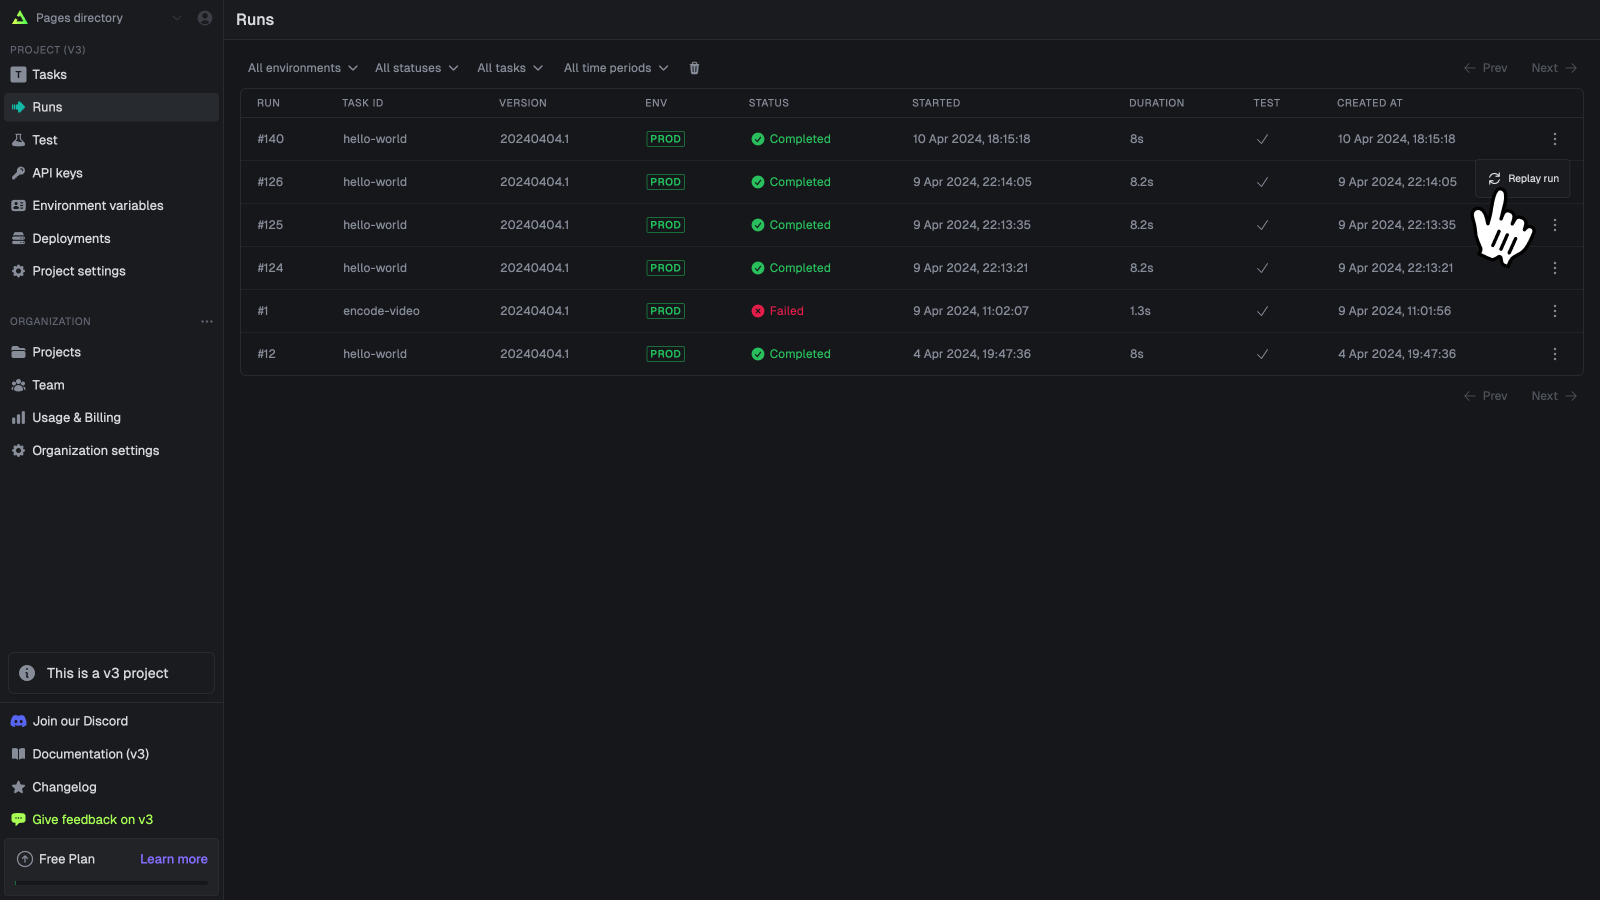 Pages directory
PROJECT (V3)
T Tasks
Runs
Test
API keys
Environment variables
Deployments
Project settings
ORGANIZATION
Projects
Team
Usage & Billing
Organization settings
This is a v3 project
Join our Discord
Documentation (v3)
Changelog
Give feedback on v3
Free Plan Learn more
Runs
All environments All statuses All tasks All time periods Prev Next
RUN TASK ID VERSION ENV STATUS STARTED DURATION TEST CREATED AT
#140 hello-world 20240404.1 PROD Completed 10 Apr 2024, 18:15:18 8s 10 Apr 2024, 18:15:18
#126 hello-world 20240404.1 PROD Completed 9 Apr 2024, 22:14:05 8.2s 9 Apr 2024, 22:14:05 Replay run
#125 hello-world 20240404.1 PROD Completed 9 Apr 2024, 22:13:35 8.2s 9 Apr 2024, 22:13:35
#124 hello-world 20240404.1 PROD Completed 9 Apr 2024, 22:13:21 8.2s 9 Apr 2024, 22:13:21
#1 encode-video 20240404.1 PROD Failed 9 Apr 2024, 11:02:07 1.3s 9 Apr 2024, 11:01:56
#12 hello-world 20240404.1 PROD Completed 4 Apr 2024, 19:47:36 8s 4 Apr 2024, 19:47:36
Prev Next